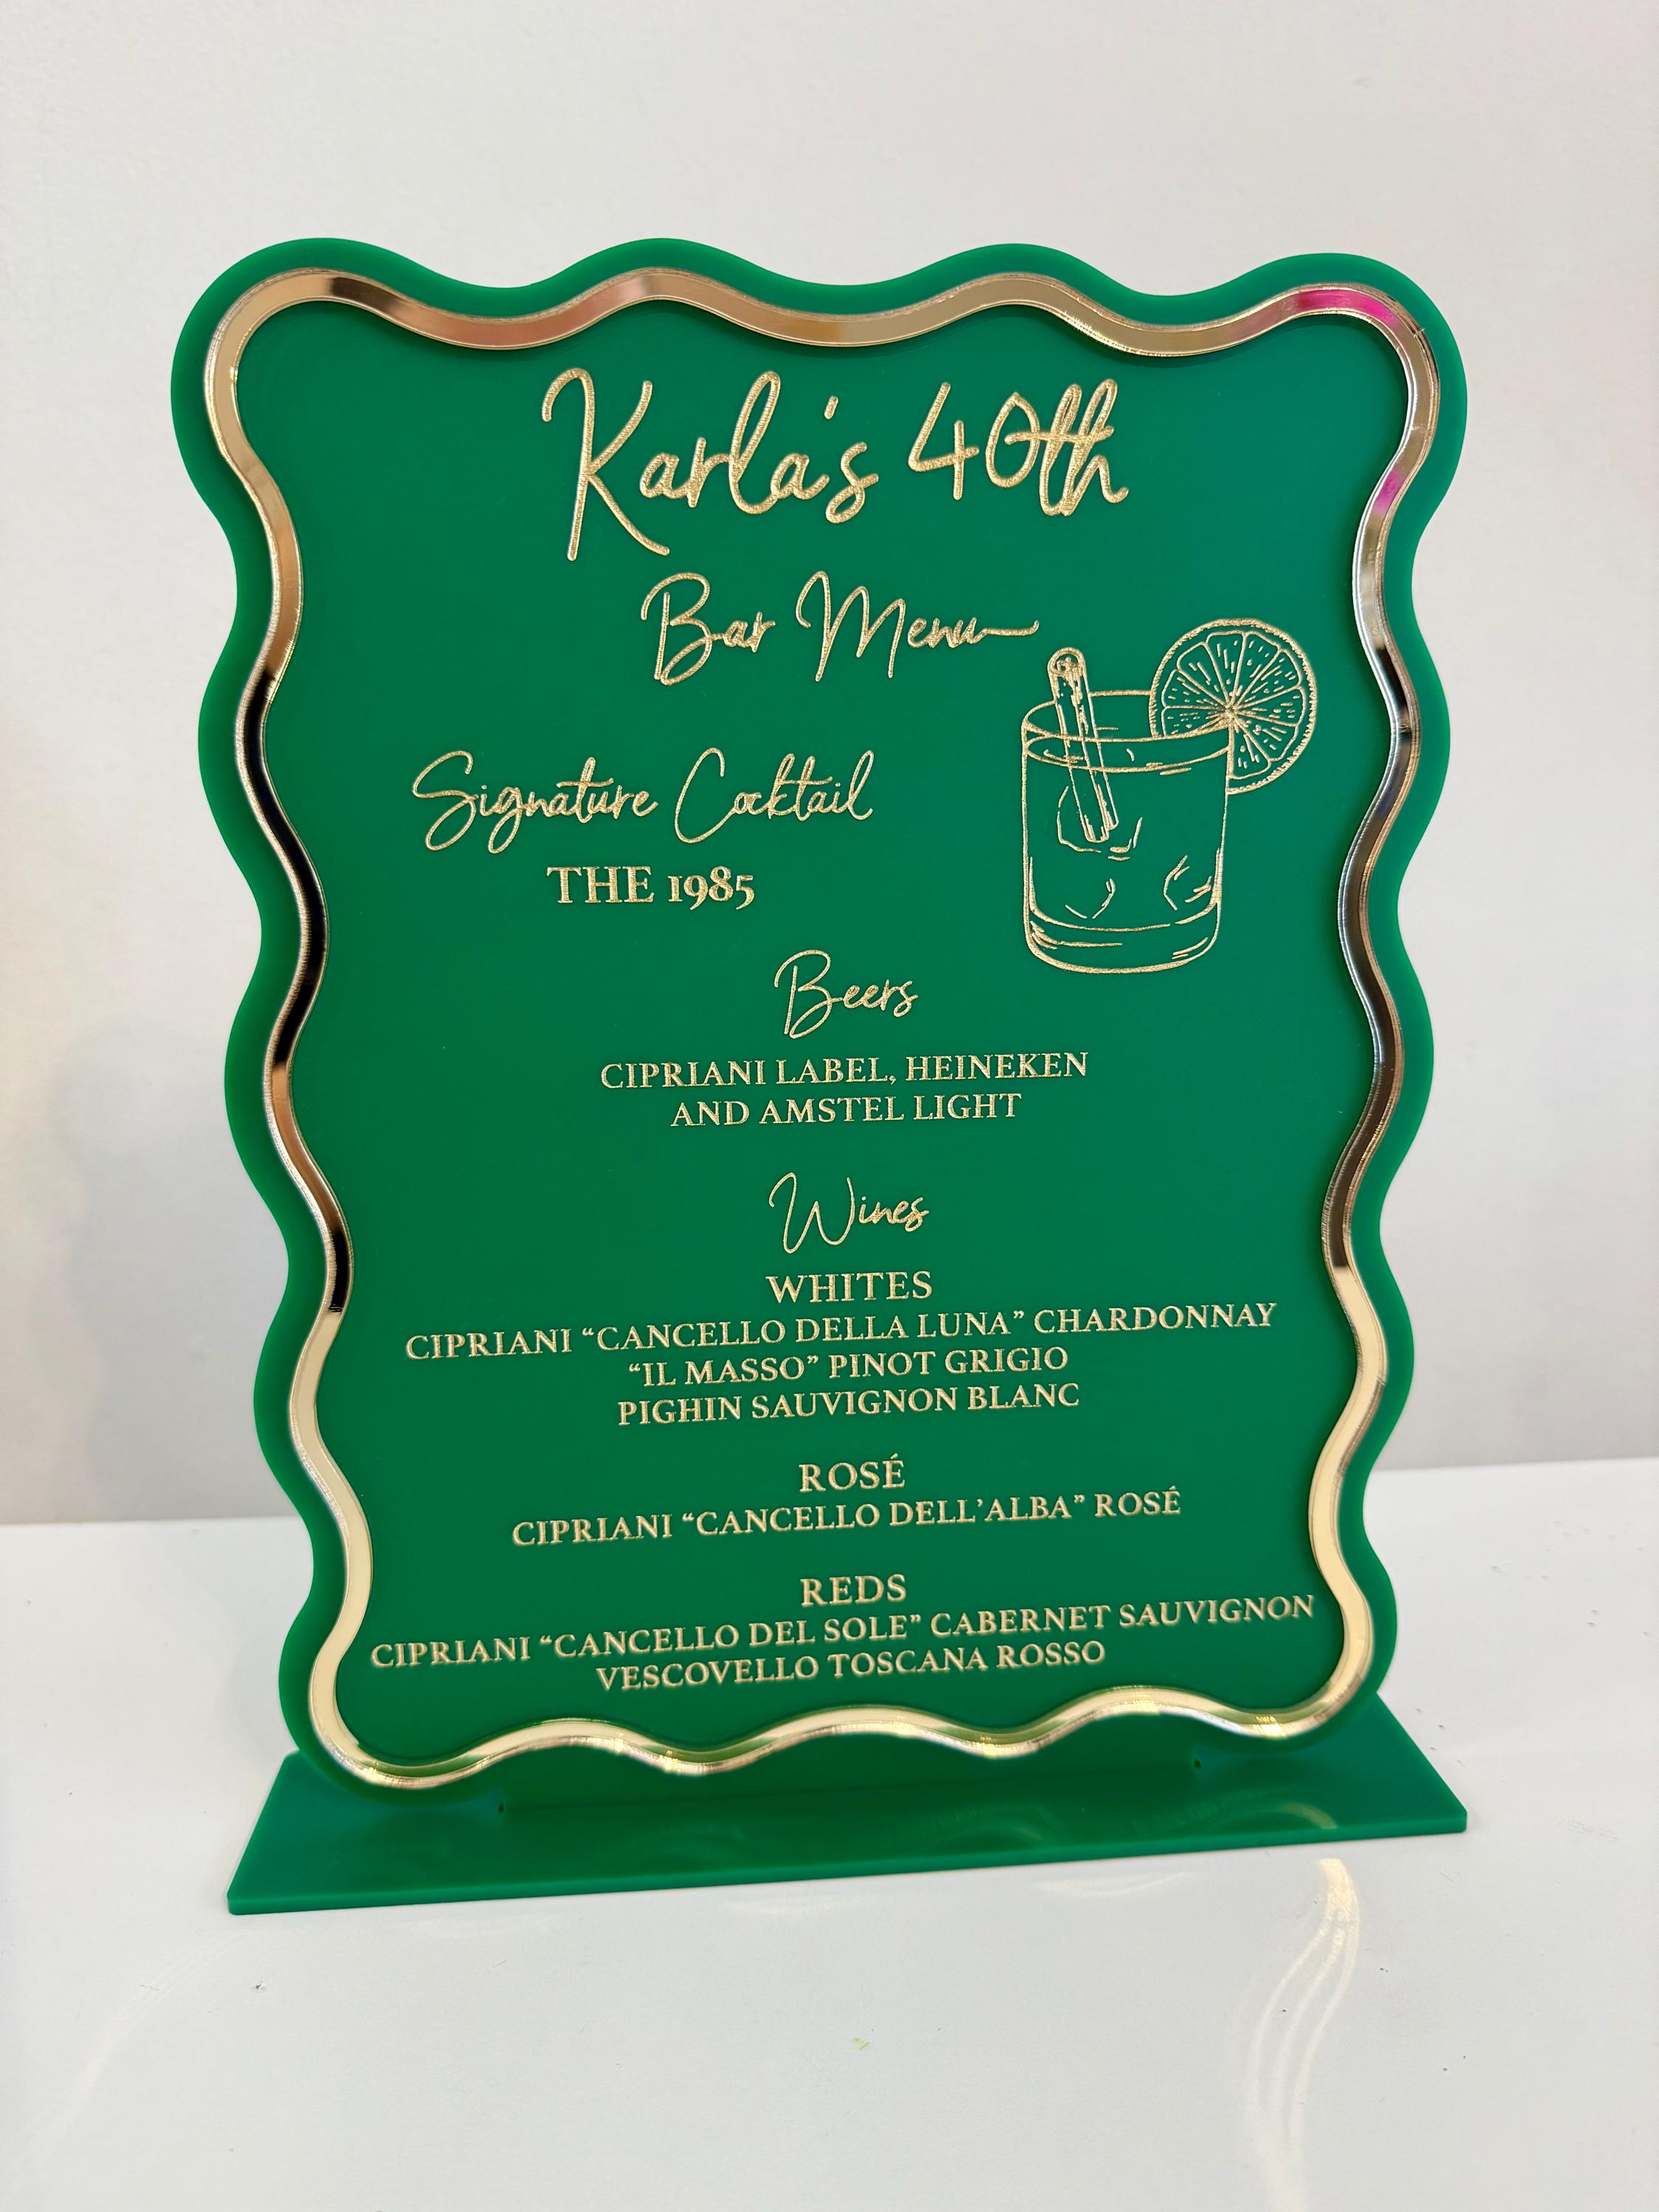 Karla's 40th
Bar Menu
Signature Cocktail
THE 1985
Beers
CIPRIANI LABEL, HEINEKEN
AND AMSTEL LIGHT
Wines
WHITES
CIPRIANI “CANCELLO DELLA LUNA” CHARDONNAY
“IL MASSO” PINOT GRIGIO
PIGHIN SAUVIGNON BLANC
ROSÉ
CIPRIANI “CANCELLO DELL’ALBA” ROSÉ
REDS
CIPRIANI “CANCELLO DEL SOLE” CABERNET SAUVIGNON
VESCOVELLO TOSCANA ROSSO